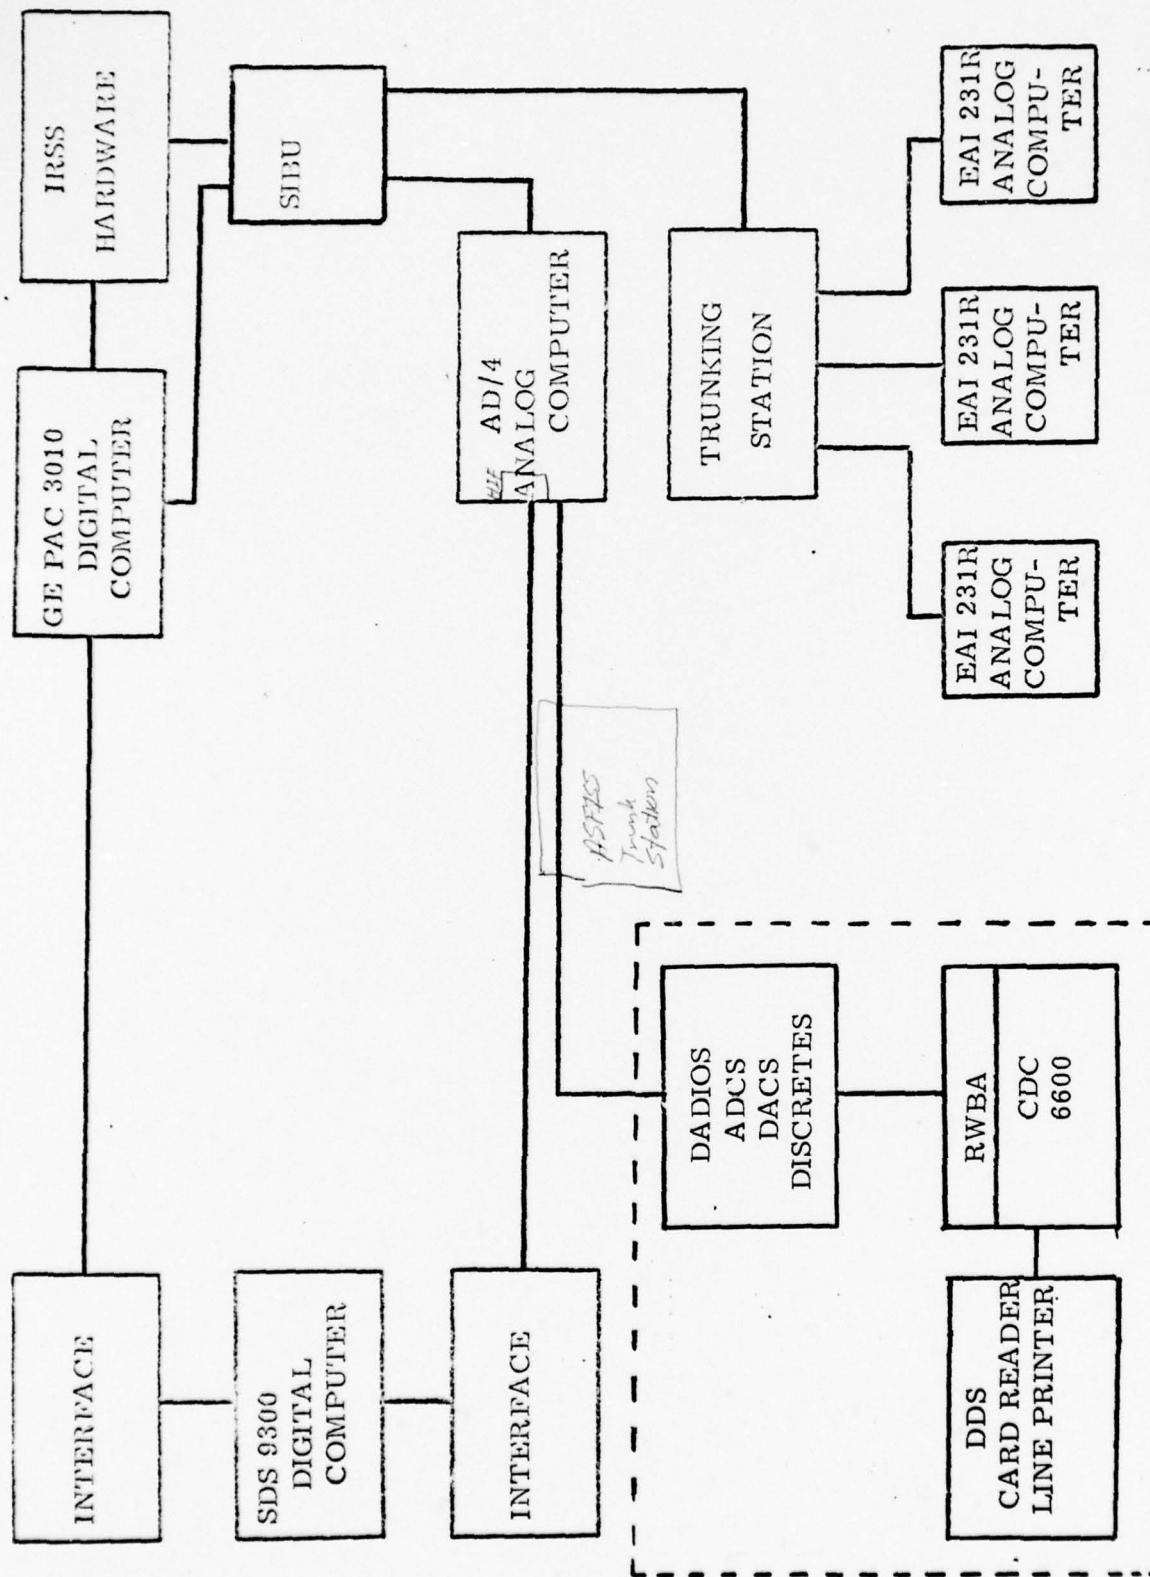 INTERFACE
GE PAC 3010
DIGITAL
COMPUTER
IRSS
HARDWARE
SDS 9300
DIGITAL
COMPUTER
SIBU
INTERFACE
HIF
AD/4
ANALOG
COMPUTER
Trunk
Station
TRUNKING
STATION
DADIOS
ADCS
DACS
DISCRETES
RWBA
CDC
6600
DDS
CARD READER
LINE PRINTER
EAI 231R
ANALOG
COMPU-
TER
EAI 231R
ANALOG
COMPU-
TER
EAI 231R
ANALOG
COMPU-
TER